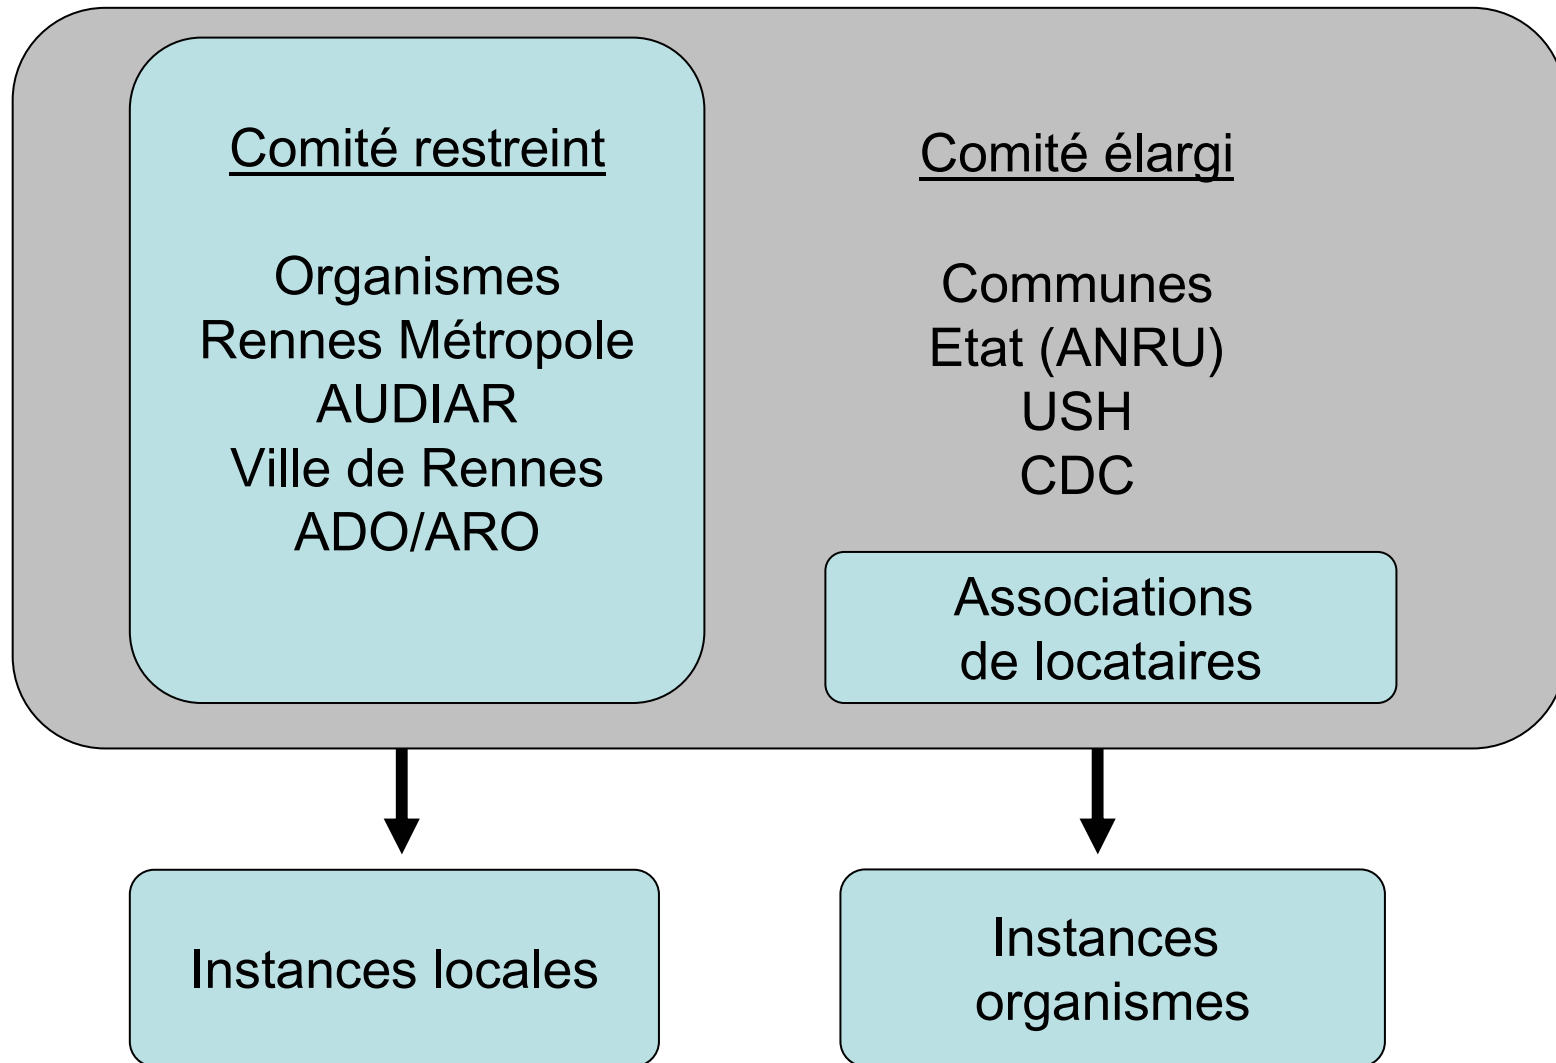 Comité restreint
Organismes
Rennes Métropole
AUDIAR
Ville de Rennes
ADO/ARO
Comité élargi
Communes
Etat (ANRU)
USH
CDC
Associations
de locataires
Instances locales
Instances
organismes